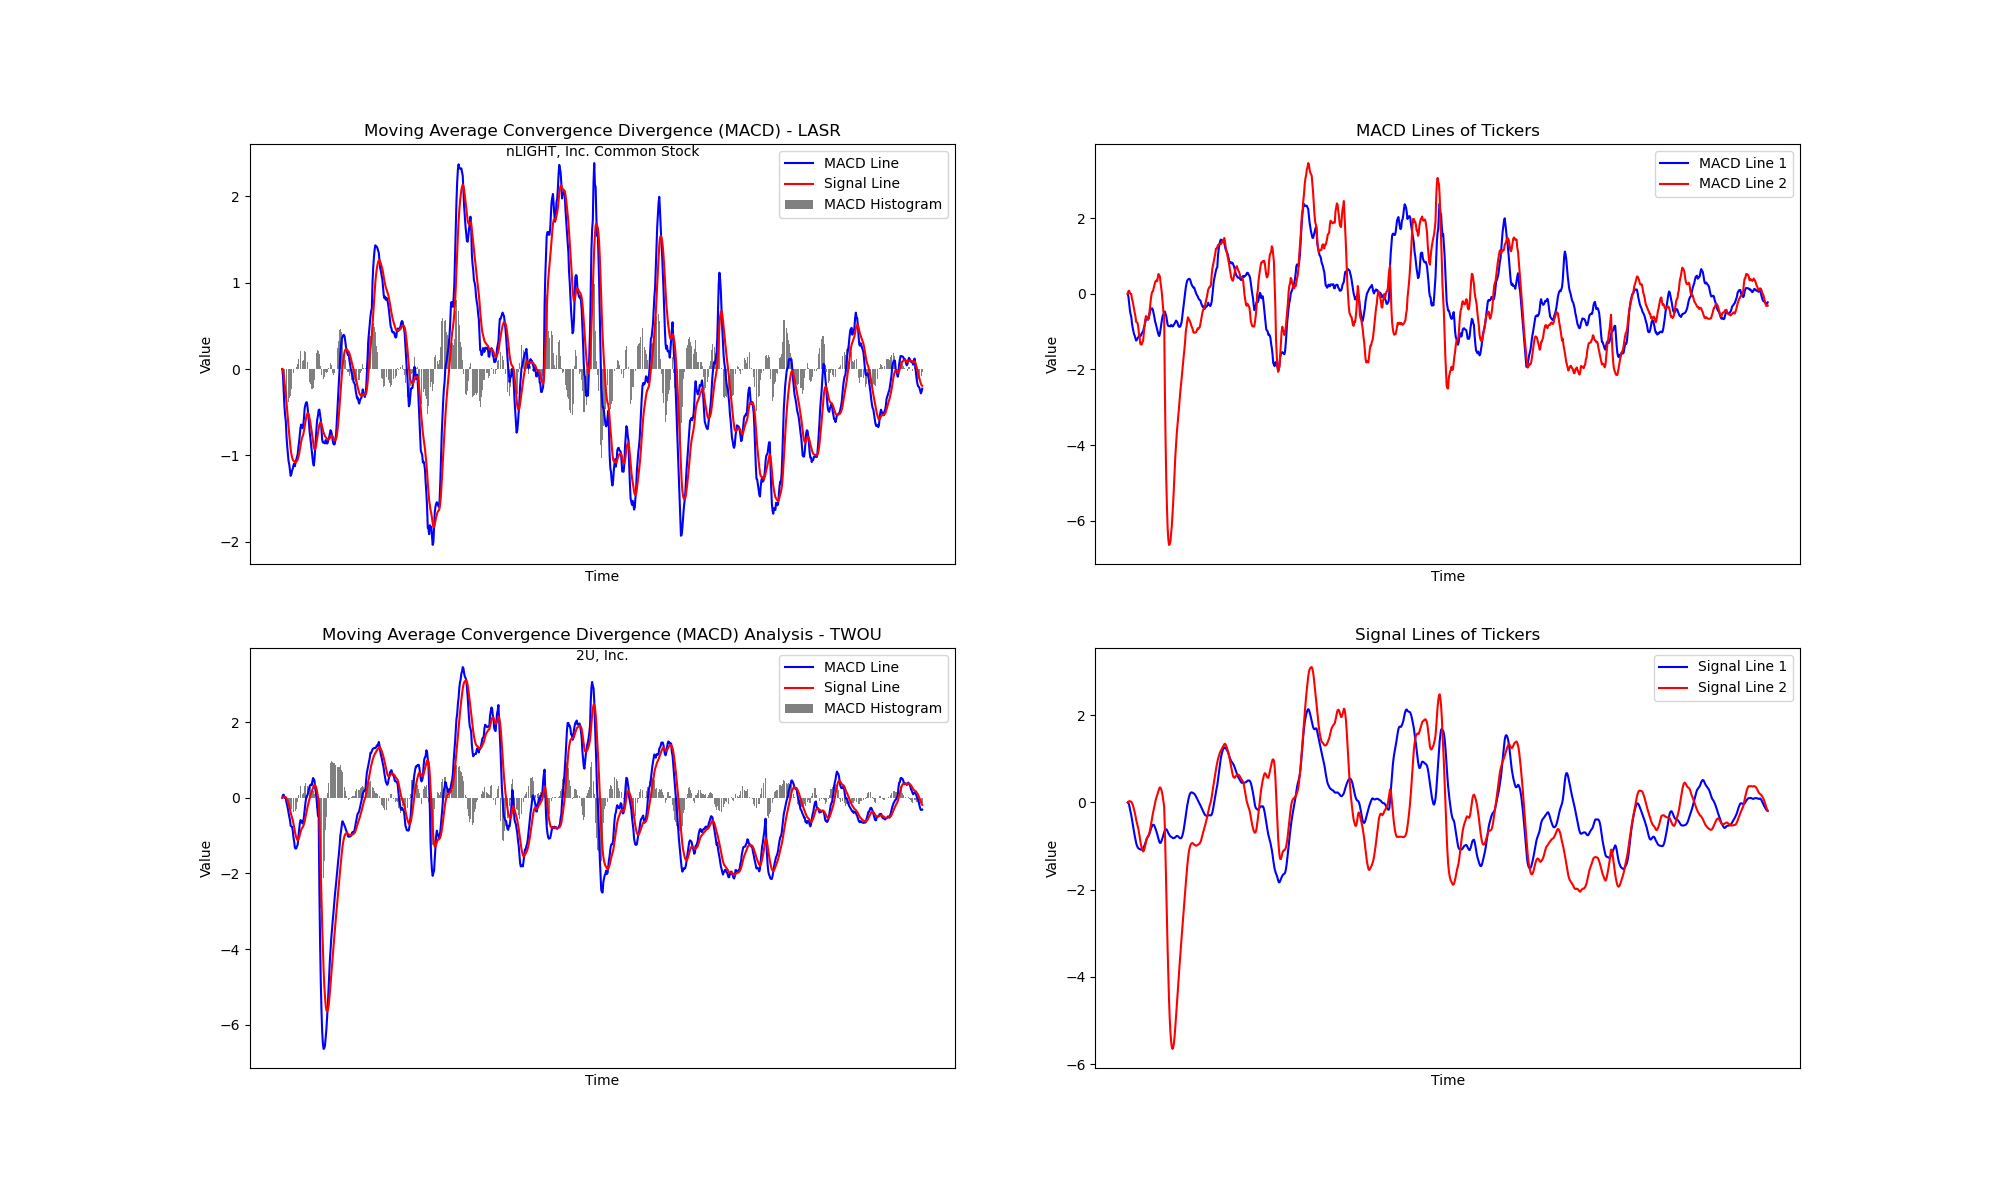 Moving Average Convergence Divergence (MACD) - LASR
nLIGHT, Inc. Common Stock
MACD Line
Signal Line
MACD Histogram
2
1
0
−1
−2
Value
Time
MACD Lines of Tickers
MACD Line 1
MACD Line 2
2
0
−2
−4
−6
Value
Time
Moving Average Convergence Divergence (MACD) Analysis - TWOU
2U, Inc.
MACD Line
Signal Line
MACD Histogram
2
0
−2
−4
−6
Value
Time
Signal Lines of Tickers
Signal Line 1
Signal Line 2
2
0
−2
−4
−6
Value
Time